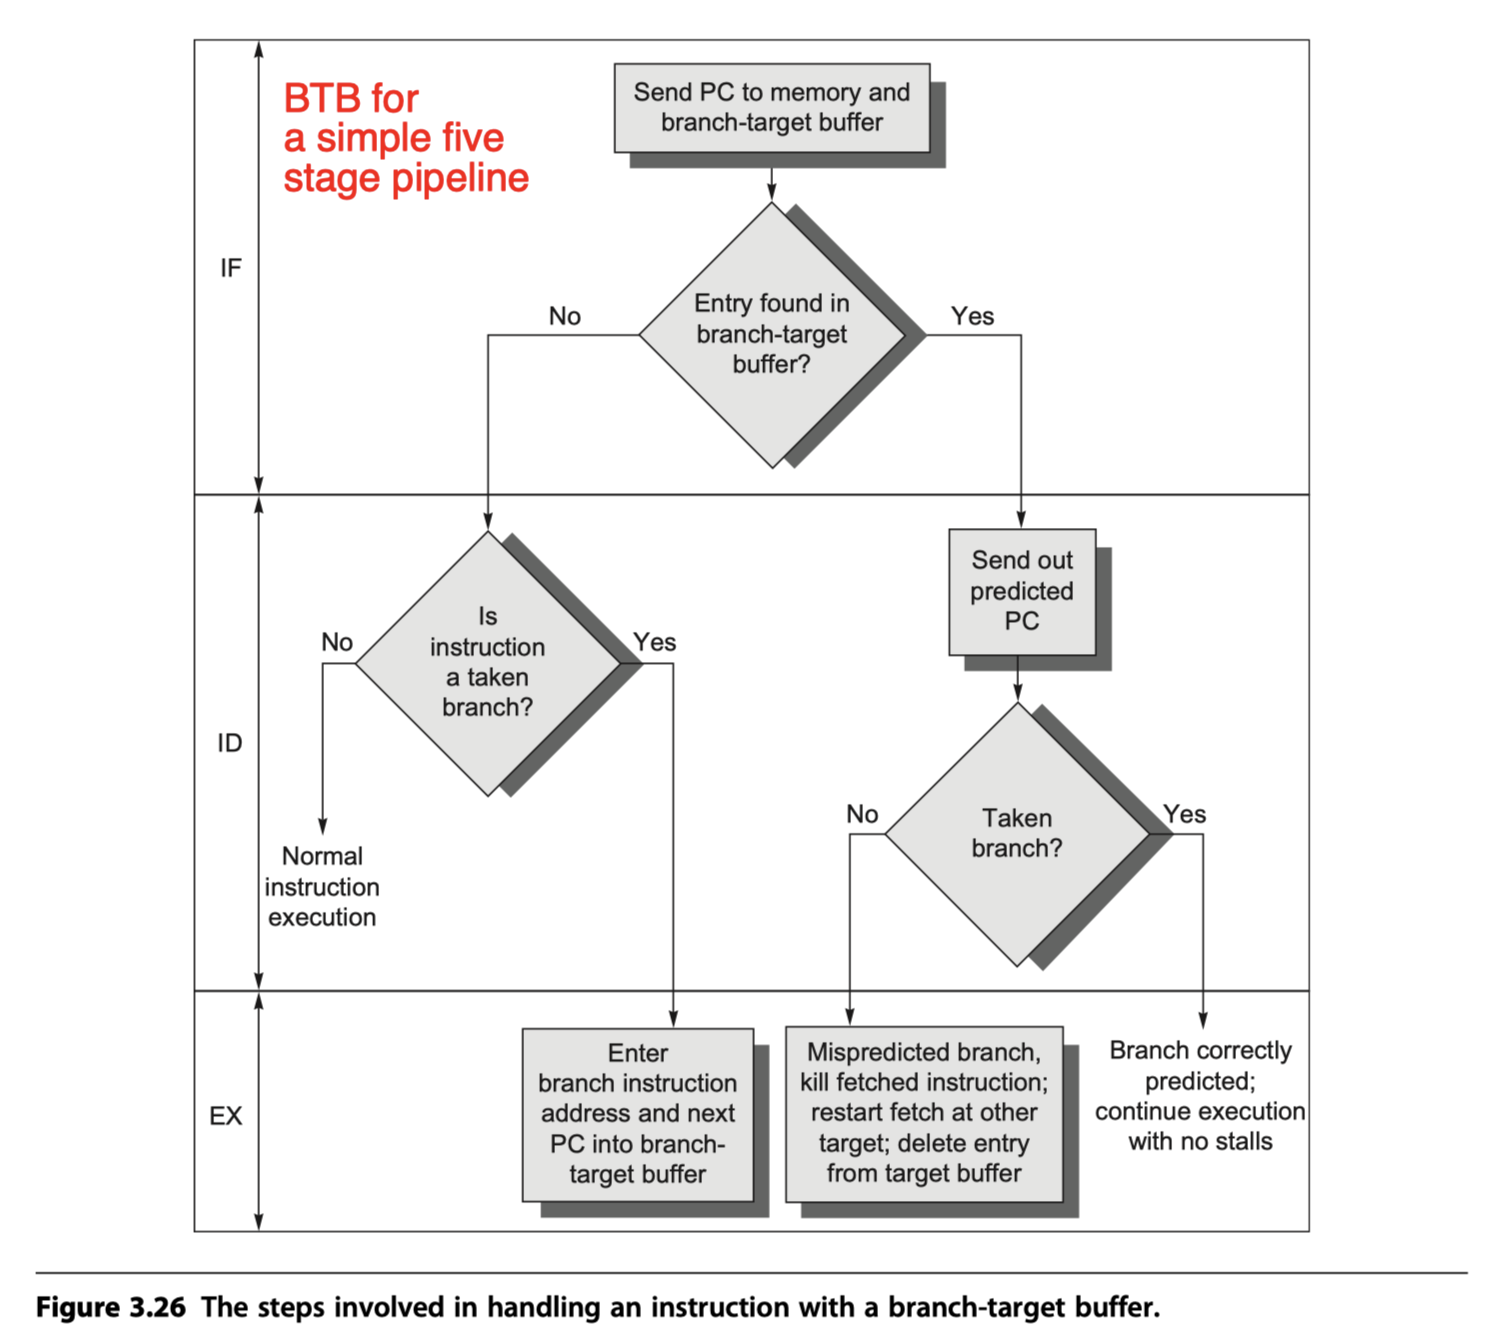 BTB for
a simple five
stage pipeline
Send PC to memory and
branch-target buffer
IF
Entry found in
branch-target
buffer?
No
Yes
ID
Is
instruction
a taken
branch?
No
Yes
Normal
instruction
execution
Send out
predicted
PC
Taken
branch?
No
Yes
EX
Enter
branch instruction
address and next
PC into branch-
target buffer
Mispredicted branch,
kill fetched instruction;
restart fetch at other
target; delete entry
from target buffer
Branch correctly
predicted;
continue execution
with no stalls
Figure 3.26 The steps involved in handling an instruction with a branch-target buffer.